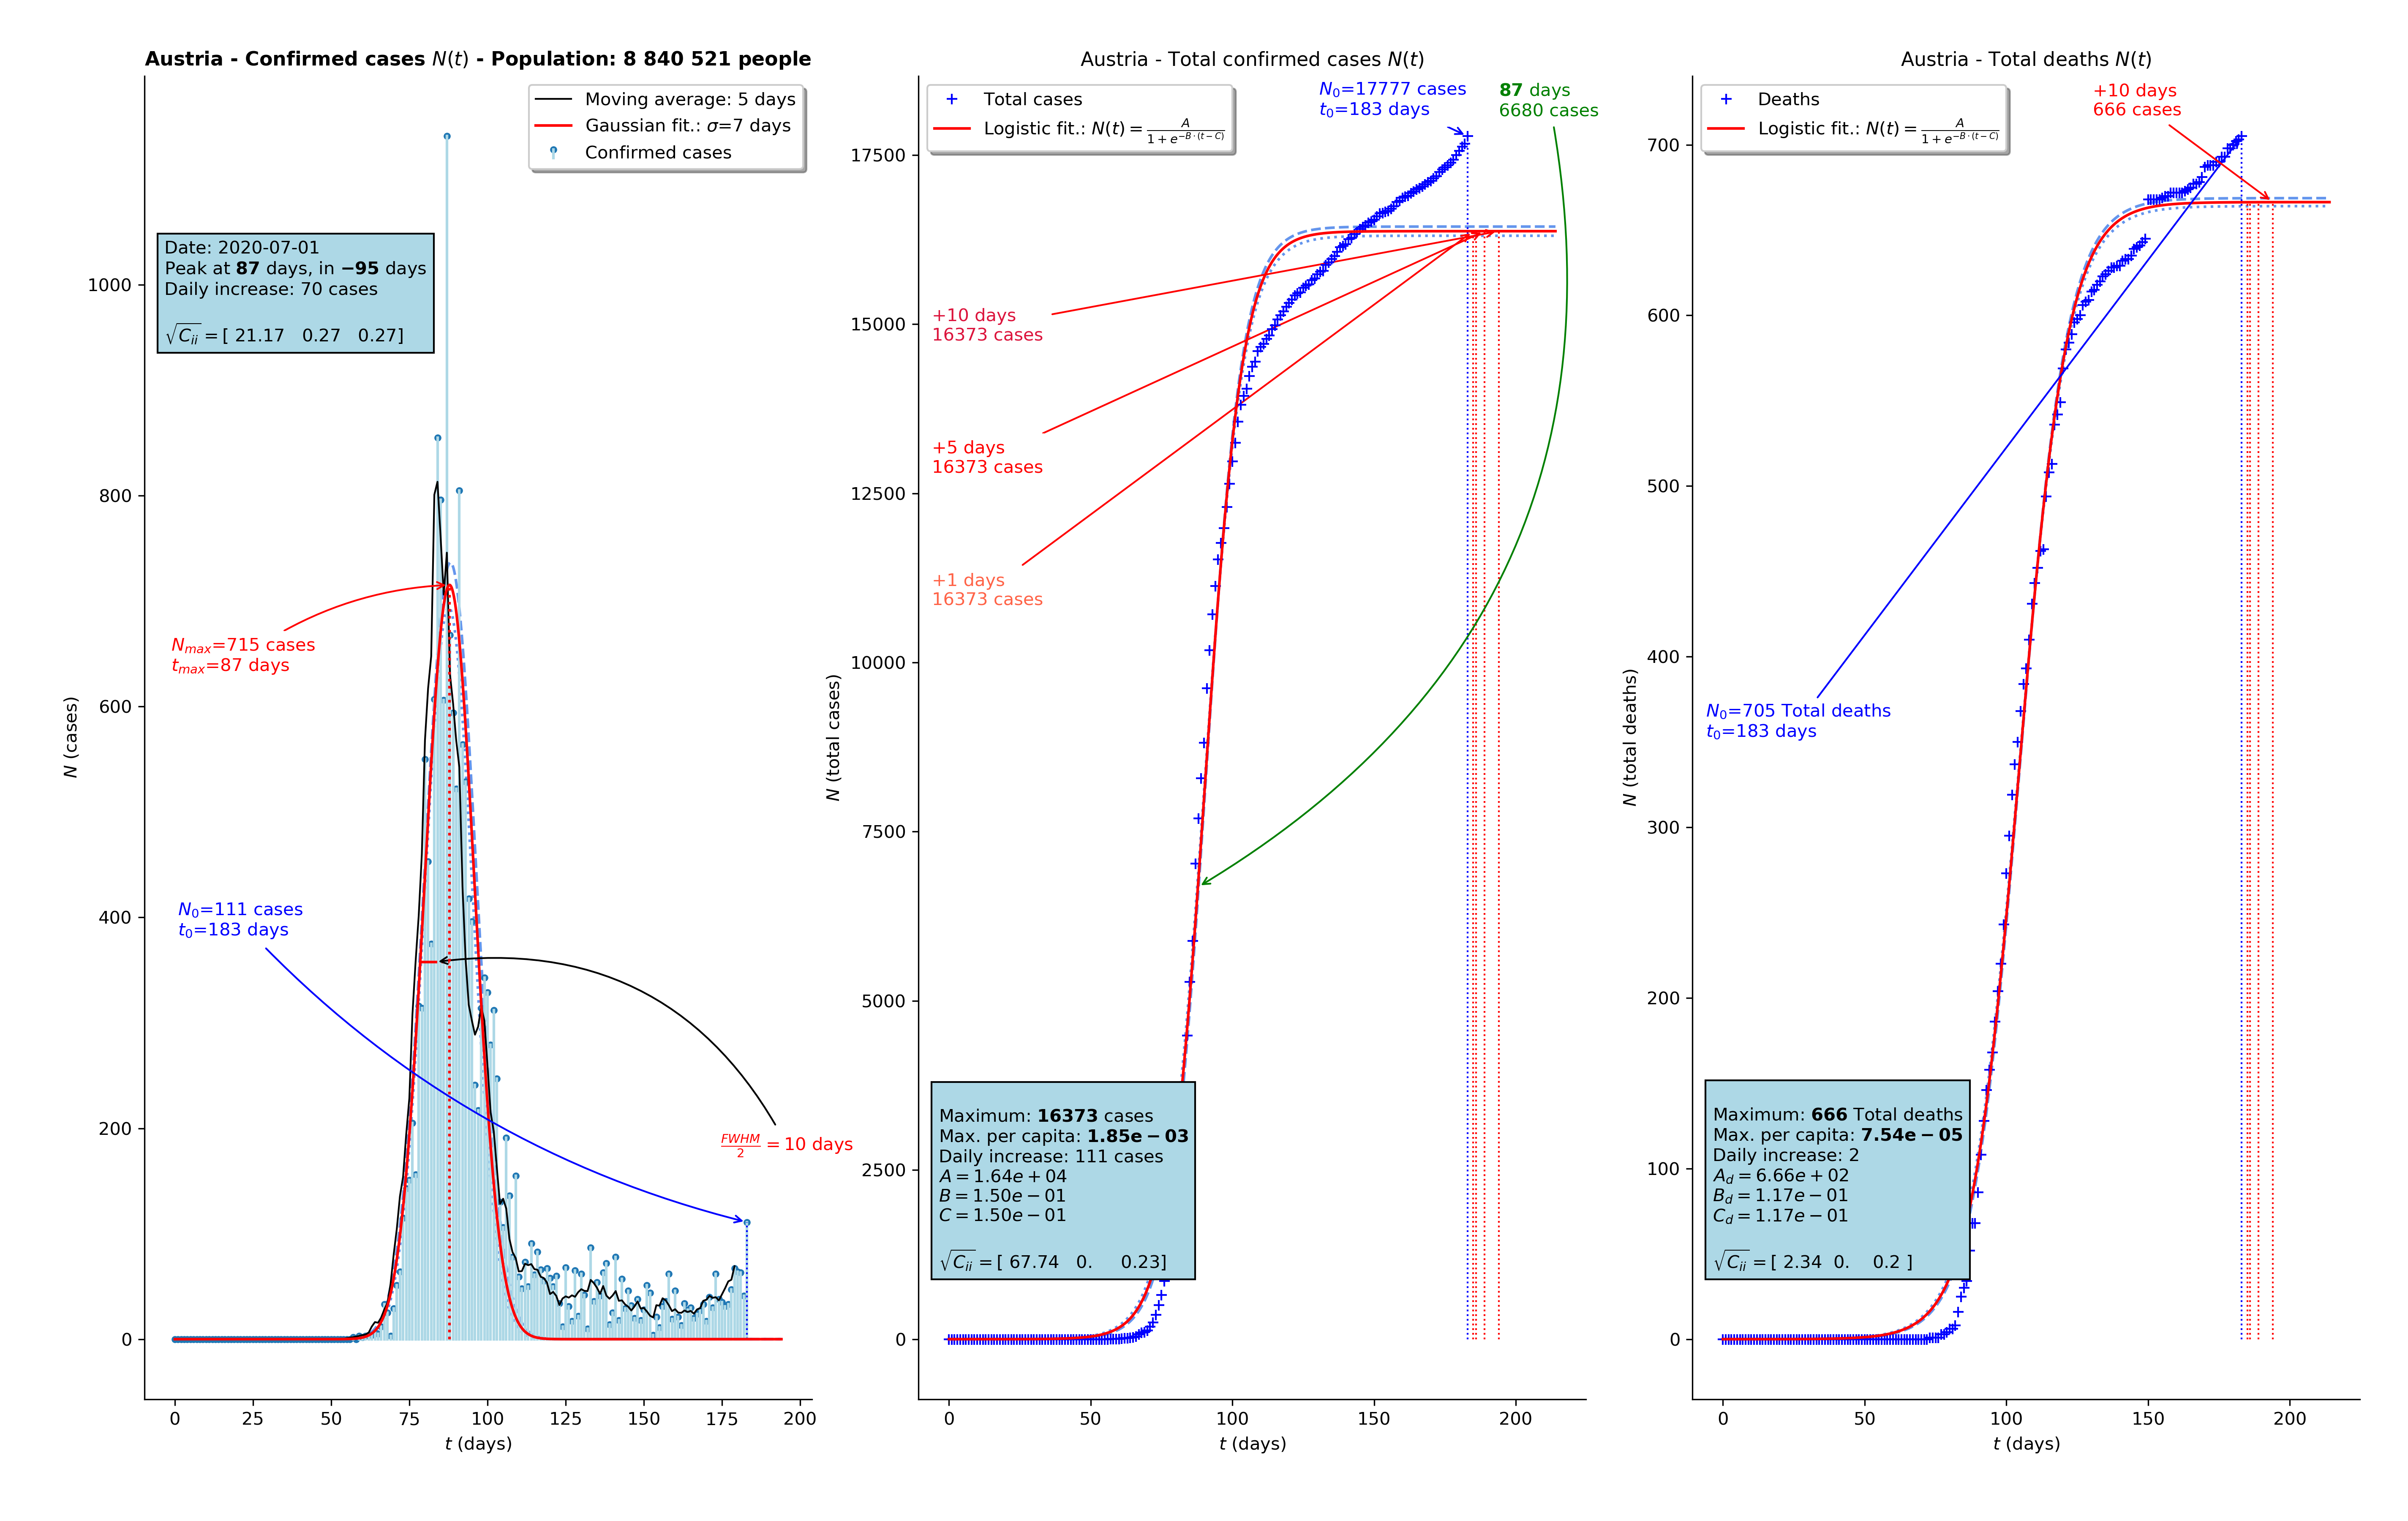 Austria - Confirmed cases N(t) - Population: 8 840 521 people
Moving average: 5 days
Gaussian fit.: σ=7 days
Confirmed cases
Date: 2020-07-01
Peak at 87 days, in −95 days
Daily increase: 70 cases
√C_ii = [ 21.17 0.27 0.27]
N_max=715 cases
t_max=87 days
N_0=111 cases
t_0=183 days
FWHM/2 = 10 days
N (cases)
1000
800
600
400
200
0
0 25 50 75 100 125 150 175 200
t (days)
Austria - Total confirmed cases N(t)
Total cases
Logistic fit.: N(t) = A/(1 + e^{−B·(t−C)})
N_0=17777 cases
t_0=183 days
87 days
6680 cases
+10 days
16373 cases
+5 days
16373 cases
+1 days
16373 cases
Maximum: 16373 cases
Max. per capita: 1.85e − 03
Daily increase: 111 cases
A = 1.64e + 04
B = 1.50e − 01
C = 1.50e − 01
√C_ii = [ 67.74 0. 0.23]
N (total cases)
17500
15000
12500
10000
7500
5000
2500
0
0 50 100 150 200
t (days)
Austria - Total deaths N(t)
Deaths
Logistic fit.: N(t) = A/(1 + e^{−B·(t−C)})
+10 days
666 cases
N_0=705 Total deaths
t_0=183 days
Maximum: 666 Total deaths
Max. per capita: 7.54e − 05
Daily increase: 2
A_d = 6.66e + 02
B_d = 1.17e − 01
C_d = 1.17e − 01
√C_ii = [ 2.34 0. 0.2 ]
N (total deaths)
700
600
500
400
300
200
100
0
0 50 100 150 200
t (days)